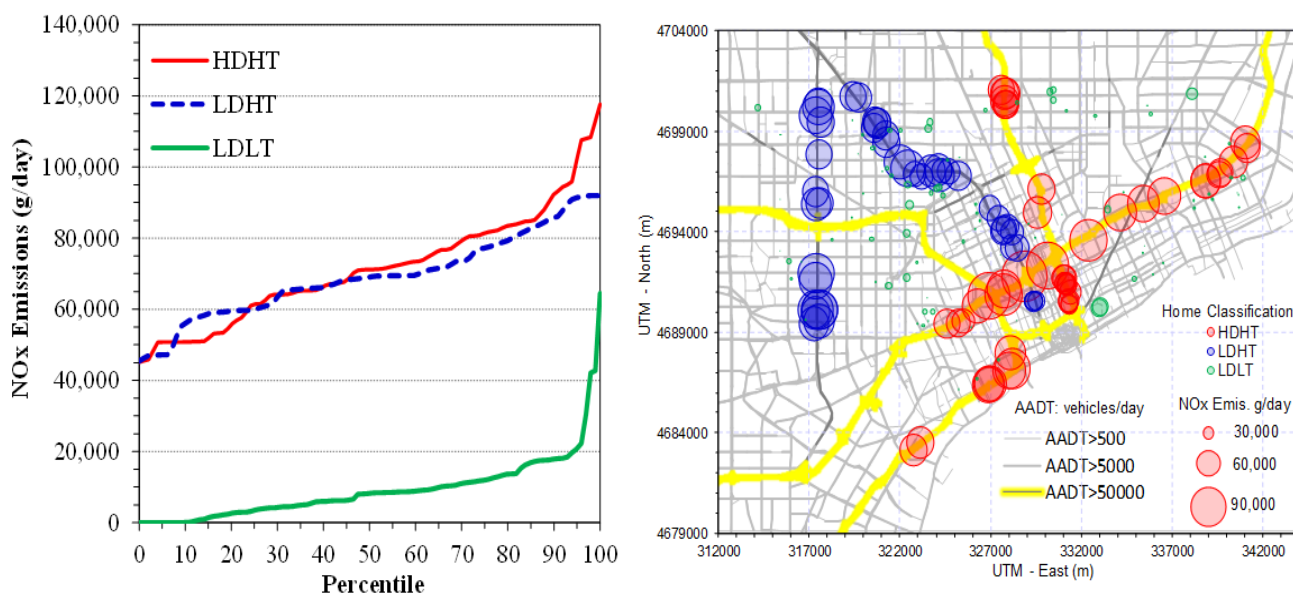 140,000
120,000
100,000
80,000
60,000
40,000
20,000
0
NOx Emissions (g/day)
HDHT
LDHT
LDLT
0 10 20 30 40 50 60 70 80 90 100
Percentile
4704000
4699000
4694000
4689000
4684000
4679000
UTM - North (m)
Home Classification
HDHT
LDHT
LDLT
AADT: vehicles/day
AADT>500
AADT>5000
AADT>50000
NOx Emis. g/day
30,000
60,000
90,000
312000 317000 322000 327000 332000 337000 342000
UTM - East (m)